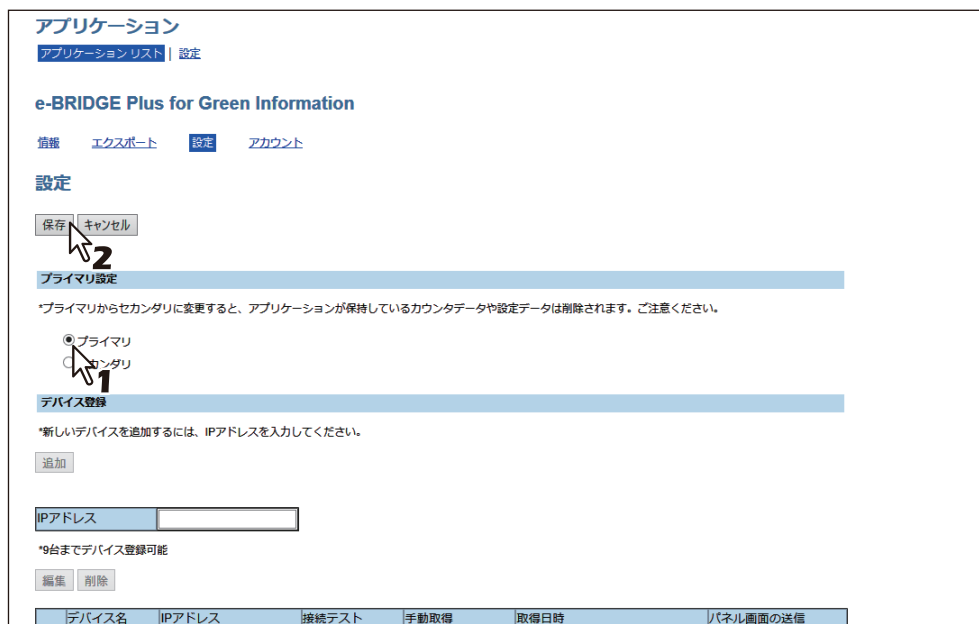 アプリケーション
アプリケーション リスト | 設定
e-BRIDGE Plus for Green Information
情報 エクスポート 設定 アカウント
設定
保存 キャンセル
2
プライマリ設定
*プライマリからセカンダリに変更すると、アプリケーションが保持しているカウンタデータや設定データは削除されます。ご注意ください。
プライマリ
カンダリ
1
デバイス登録
*新しいデバイスを追加するには、IPアドレスを入力してください。
追加
IPアドレス
*9台までデバイス登録可能
編集 削除
デバイス名 IPアドレス 接続テスト 手動取得 取得日時 パネル画面の送信